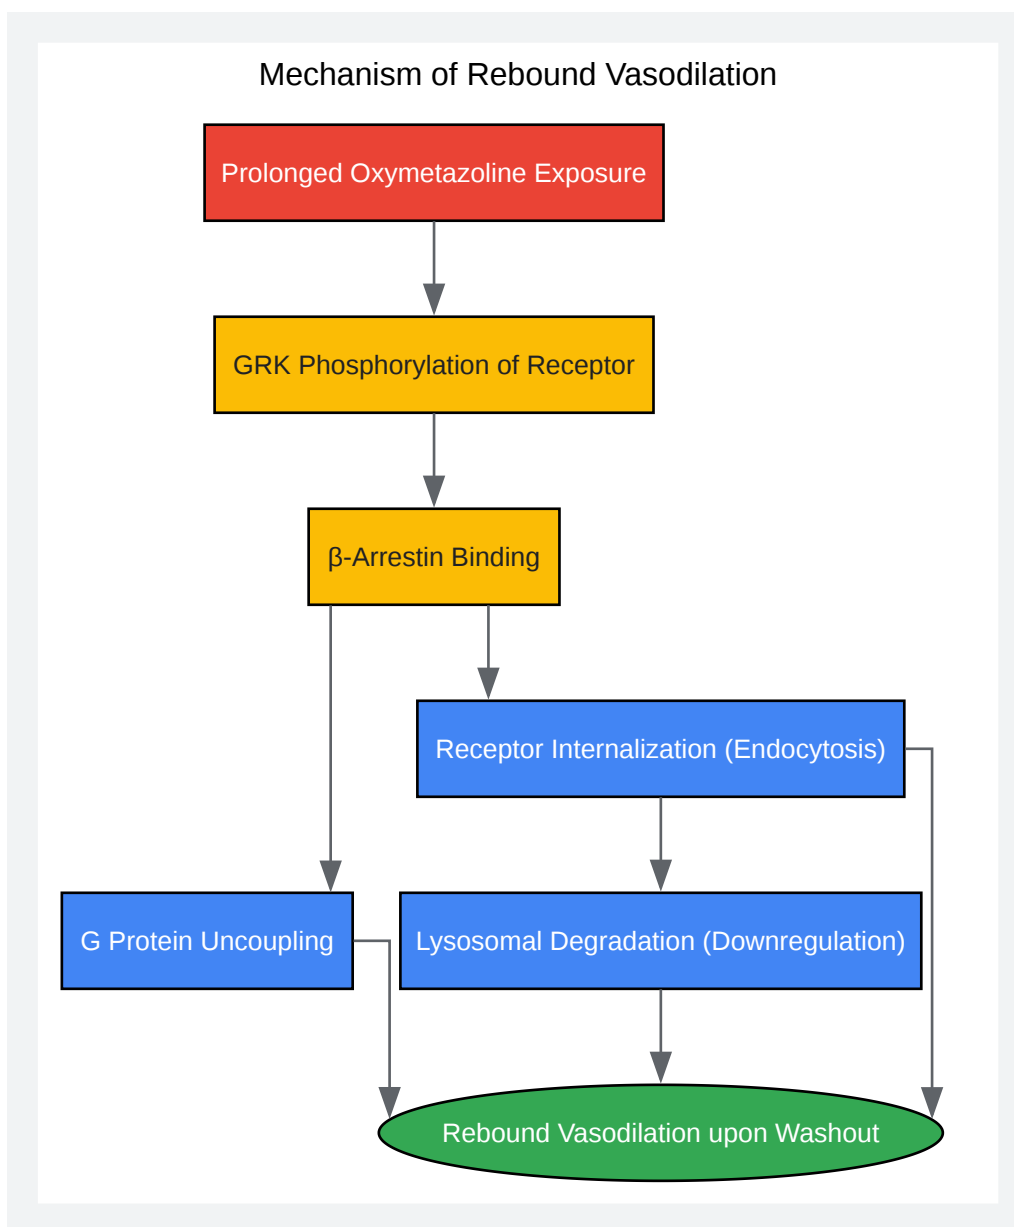 Mechanism of Rebound Vasodilation
Prolonged Oxymetazoline Exposure
GRK Phosphorylation of Receptor
β-Arrestin Binding
Receptor Internalization (Endocytosis)
G Protein Uncoupling
Lysosomal Degradation (Downregulation)
Rebound Vasodilation upon Washout